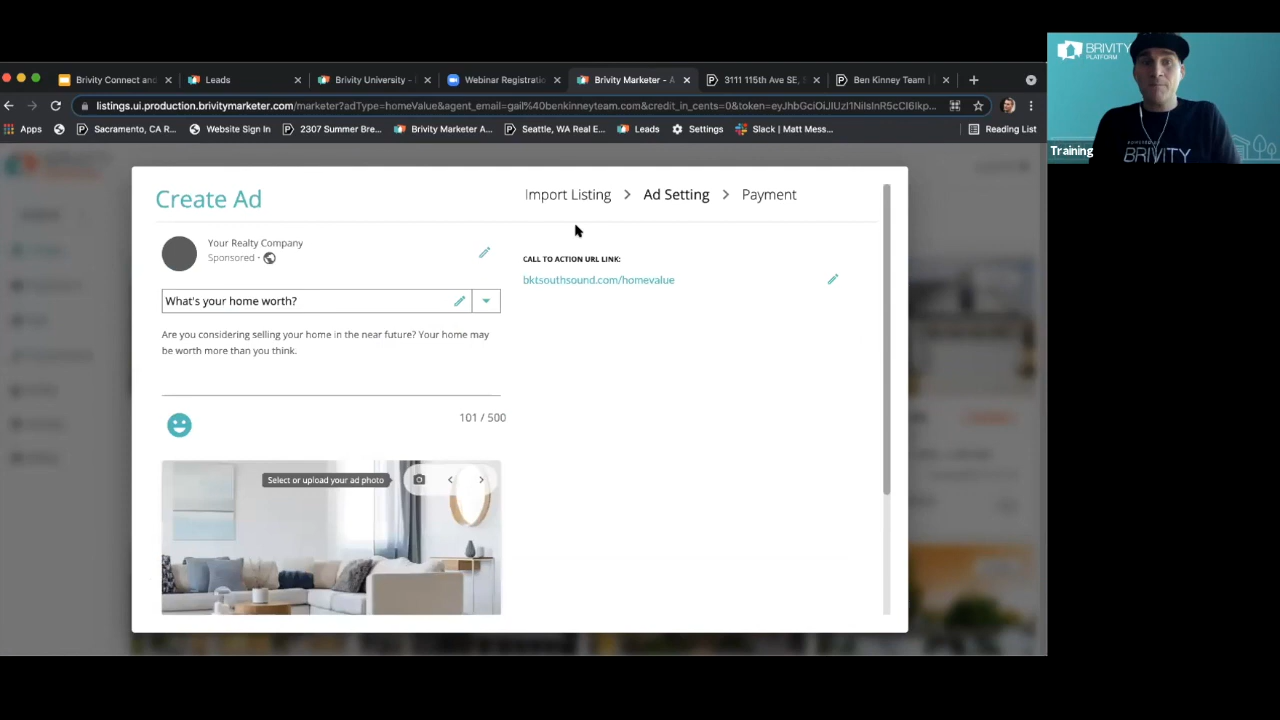 Brivity Connect and
Leads
Brivity University -
Webinar Registratio
Brivity Marketer - A
3111 115th Ave SE,
Ben Kinney Team |
listings.ui.production.brivitymarketer.com/marketer?adType=homeValue&agent_email=gail%40benkinneyteam.com&credit_in_cents=0&token=
Apps
Sacramento, CA R...
Website Sign In
2307 Summer Bre...
Brivity Marketer A...
Seattle, WA Real E...
Leads
Settings
Slack | Matt Mess...
Reading List
BRIVITY
PLATFORM
BRIVITY
Training
Create Ad
Import Listing > Ad Setting > Payment
Your Realty Company
Sponsored ·
CALL TO ACTION URL LINK:
bktsouthsound.com/homevalue
What's your home worth?
Are you considering selling your home in the near future? Your home may
be worth more than you think.
101 / 500
Select or upload your ad photo